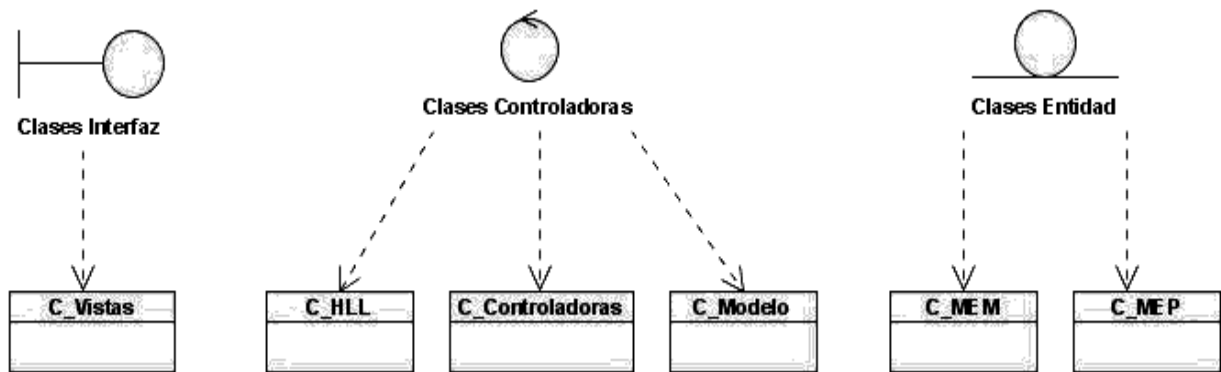 Clases Interfaz
Clases Controladoras
Clases Entidad
C_Vistas
C_HLL
C_Controladoras
C_Modelo
C_MEM
C_MEP